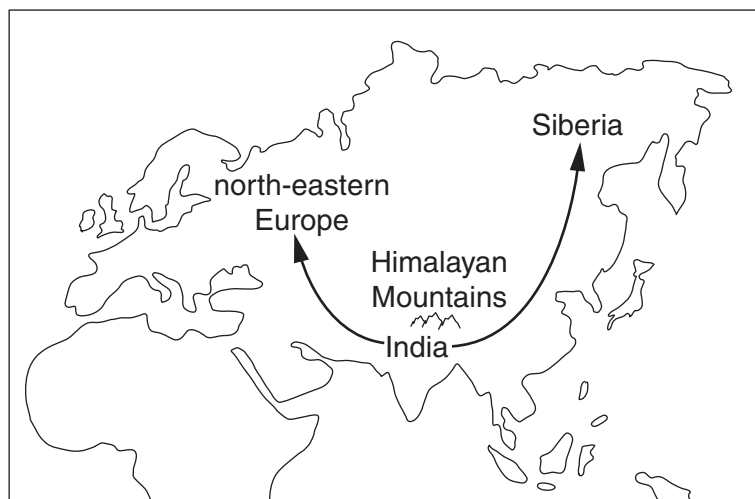 Siberia
north-eastern
Europe
Himalayan
Mountains
India